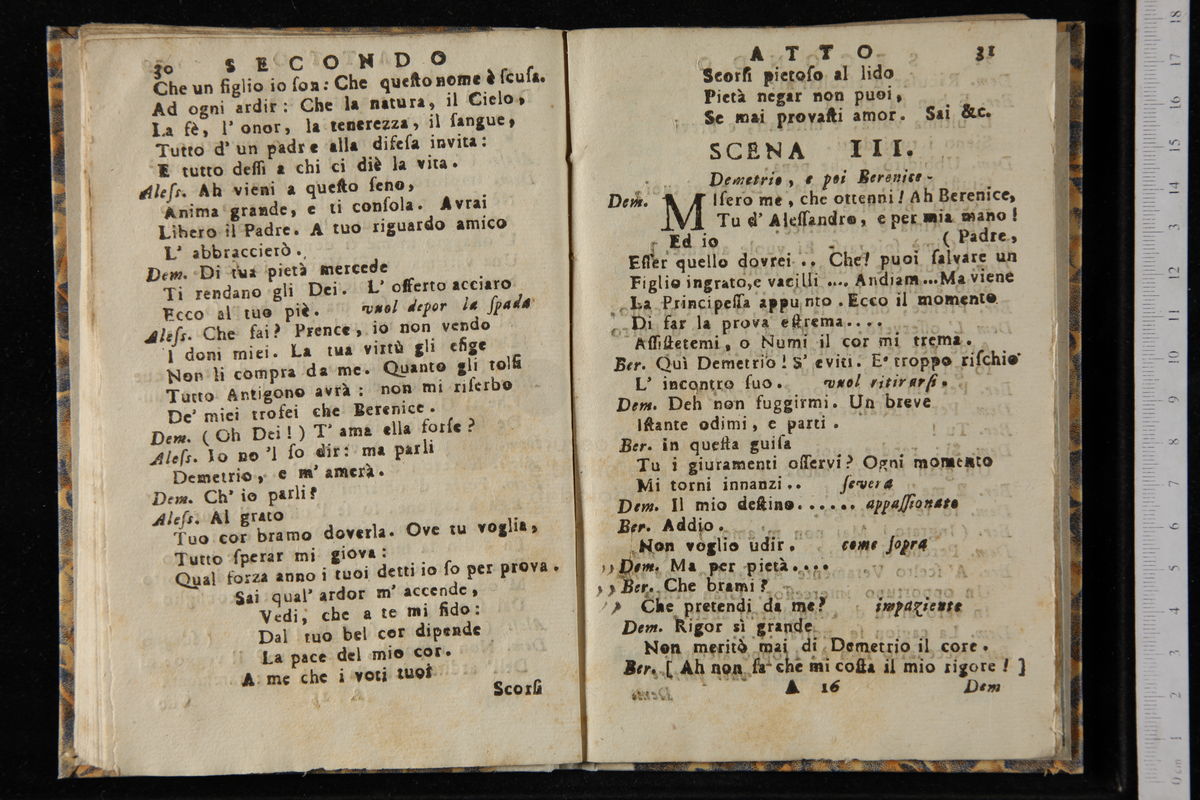 30 SECONDO
Che un figlio io ſon: Che queſto nome è ſcuſa.
Ad ogni ardir: Che la natura, il Cielo,
La fè, l' onor, la tenerezza, il ſangue,
Tutto d' un padre alla difeſa invita:
E tutto deſſi a chi ci diè la vita.
Aleſſ. Ah vieni a queſto ſeno,
Anima grande, e ti conſola. Avrai
Libero il Padre. A tuo riguardo amico
L' abbraccierò.
Dem. Di tua pietà mercede
Ti rendano gli Dei. L' offerto acciaro
Ecco al tuo piè. vuol depor la ſpada
Aleſſ. Che fai? Prence, io non vendo
I doni miei. La tua virtù gli eſige
Non li compra da me. Quanto gli tolſi
Tutto Antigono avrà: non mi riſerbo
De' miei trofei che Berenice.
Dem. (Oh Dei!) T' ama ella forſe?
Aleſſ. Io no 'l ſo dir: ma parli
Demetrio, e m' amerà.
Dem. Ch' io parli?
Aleſſ. Al grato
Tuo cor bramo doverla. Ove tu voglia,
Tutto ſperar mi giova:
Qual forza anno i tuoi detti io ſo per prova.
Sai qual' ardor m' accende,
Vedi, che a te mi fido:
Dal tuo bel cor dipende
La pace del mio cor.
A me che i voti tuoi
Scorſi
ATTO 31
Scorſi pietoſo al lido
Pietà negar non puoi,
Se mai provaſti amor. Sai &c.
SCENA III.
Demetrio, e poi Berenice.
Dem. MIſero me, che ottenni! Ah Berenice,
Tu d' Aleſſandro, e per mia mano!
Ed io ( Padre,
Eſſer quello dovrei .. Che! puoi ſalvare un
Figlio ingrato, e vacilli .... Andiam ... Ma viene
La Principeſſa appunto. Ecco il momento
Di far la prova eſtrema....
Aſſiſtetemi, o Numi il cor mi trema.
Ber. Quì Demetrio! S' eviti. E' troppo riſchio
L' incontro ſuo. vuol ritirarſi.
Dem. Deh non fuggirmi. Un breve
Iſtante odimi, e parti.
Ber. in queſta guiſa
Tu i giuramenti oſſervi? Ogni momento
Mi torni innanzi.. ſevera
Dem. Il mio deſtino...... appaſſionato
Ber. Addio.
Non voglio udir. come ſopra
,, Dem. Ma per pietà....
,, Ber. Che brami?
,, Che pretendi da me? impaziente
Dem. Rigor sì grande
Non meritò mai di Demetrio il core.
Ber. [ Ah non ſa che mi coſta il mio rigore! ]
A 16 Dem